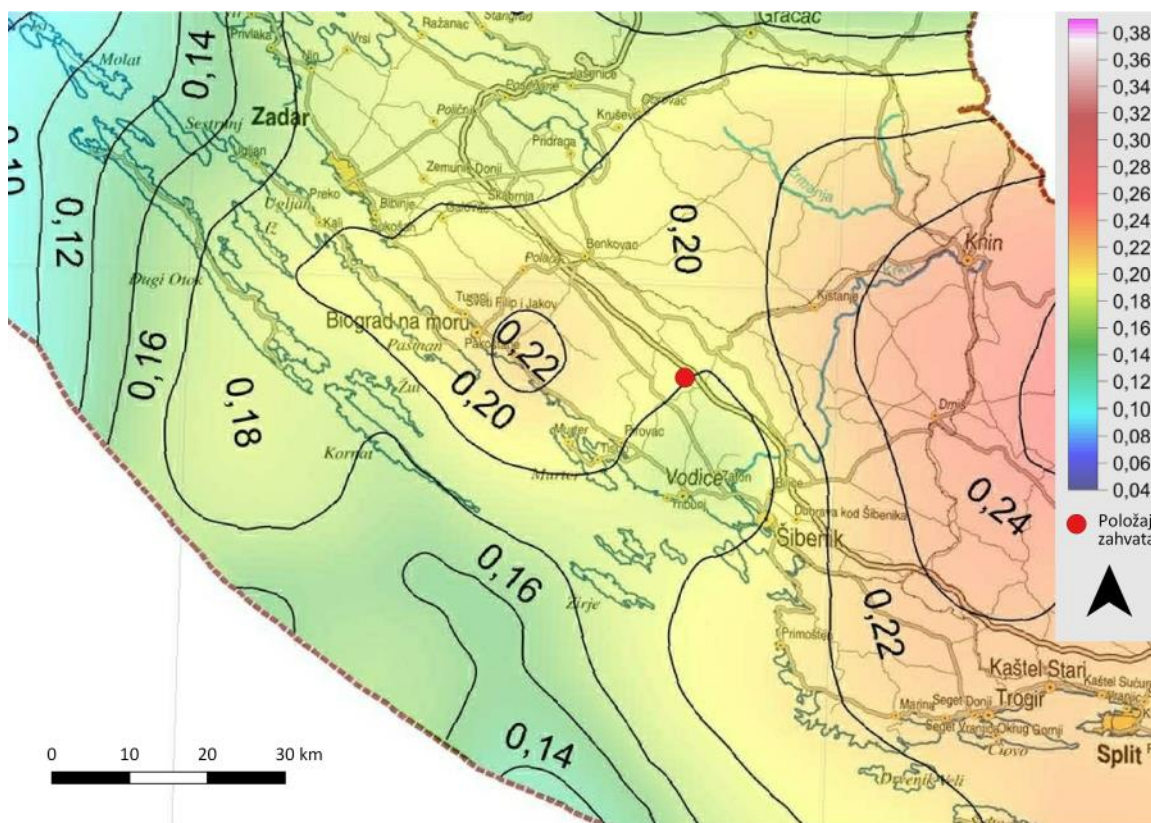 Gračac
Ražanac
Starigrad
Privlaka
Vrsi
Nin
Molat
0,14
Jasenice
Posedarje
Obrovac
Kruševo
Poličnik
Zadar
Sestrunj
Pridraga
Ugljan
Zemunik Donji
Škabrnja
Zrmanja
0,10
0,12
Preko
Bibinje
Ugljan
Kali
Sukošan
Galovac
Iž
0,20
Benkovac
Polača
Knin
Krka
Dugi Otok
Kistanje
Turanj
Sveti Filip i Jakov
Biograd na moru
Pakoštane
0,22
Pašman
0,16
Žut
0,20
0,18
Drniš
Kornat
Murter
Tisno
Pirovac
Murter
Vodice
Zaton
Tribunj
Bilice
Dubrava kod Šibenika
Šibenik
0,24
0,16
Žirje
0,22
Primošten
Kaštel Stari
Kaštel Sućurac
Vranjic
Trogir
Marina
Seget Donji
Seget Vranjica
Okrug Gornji
Čiovo
Split
0,14
Drvenik Veli
0 10 20 30 km
0,38
0,36
0,34
0,32
0,30
0,28
0,26
0,24
0,22
0,20
0,18
0,16
0,14
0,12
0,10
0,08
0,06
0,04
Položaj
zahvata